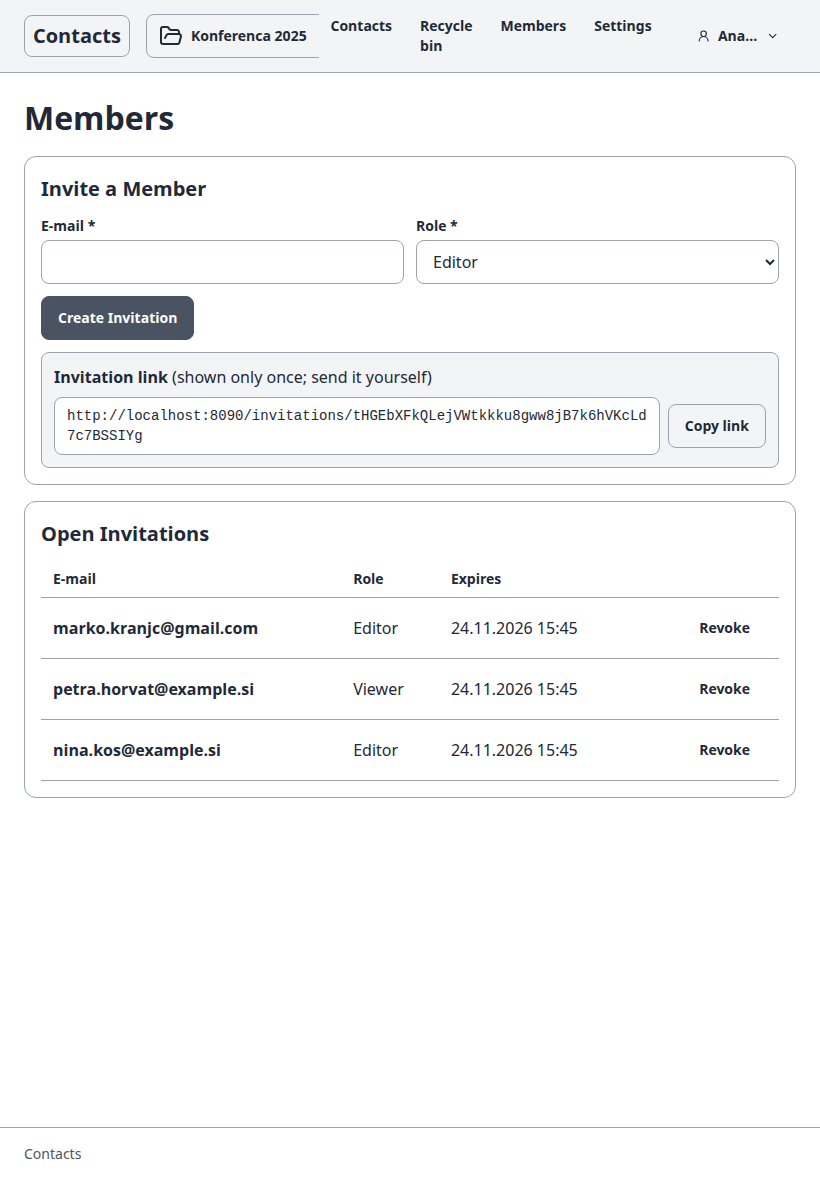 Contacts
Konferenca 2025
Contacts
Recycle
bin
Members
Settings
Ana...
Members
Invite a Member
E-mail *
Role *
Editor
Create Invitation
Invitation link (shown only once; send it yourself)
http://localhost:8090/invitations/tHGEbXFkQLejVWtkkku8gww8jB7k6hVKcLd
7c7BSSIYg
Copy link
Open Invitations
E-mail Role Expires
marko.kranjc@gmail.com Editor 24.11.2026 15:45 Revoke
petra.horvat@example.si Viewer 24.11.2026 15:45 Revoke
nina.kos@example.si Editor 24.11.2026 15:45 Revoke
Contacts